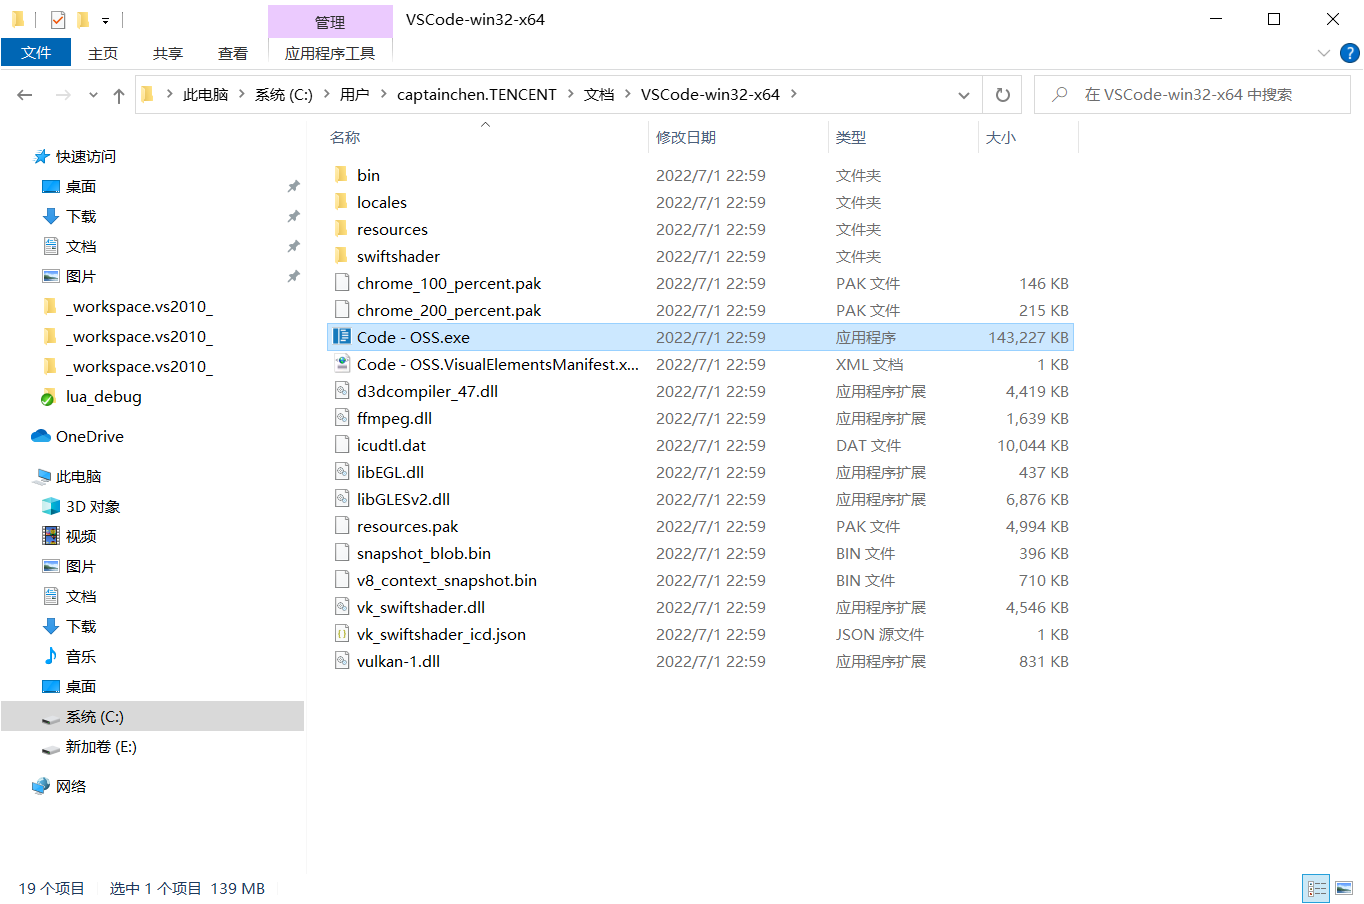 管理
VSCode-win32-x64
文件
主页
共享
查看
应用程序工具
此电脑
系统 (C:)
用户
captainchen.TENCENT
文档
VSCode-win32-x64
在 VSCode-win32-x64 中搜索
快速访问
桌面
下载
文档
图片
_workspace.vs2010_
_workspace.vs2010_
_workspace.vs2010_
lua_debug
OneDrive
此电脑
3D 对象
视频
图片
文档
下载
音乐
桌面
系统 (C:)
新加卷 (E:)
网络
名称 修改日期 类型 大小
bin 2022/7/1 22:59 文件夹
locales 2022/7/1 22:59 文件夹
resources 2022/7/1 22:59 文件夹
swiftshader 2022/7/1 22:59 文件夹
chrome_100_percent.pak 2022/7/1 22:59 PAK 文件 146 KB
chrome_200_percent.pak 2022/7/1 22:59 PAK 文件 215 KB
Code - OSS.exe 2022/7/1 22:59 应用程序 143,227 KB
Code - OSS.VisualElementsManifest.x... 2022/7/1 22:59 XML 文档 1 KB
d3dcompiler_47.dll 2022/7/1 22:59 应用程序扩展 4,419 KB
ffmpeg.dll 2022/7/1 22:59 应用程序扩展 1,639 KB
icudtl.dat 2022/7/1 22:59 DAT 文件 10,044 KB
libEGL.dll 2022/7/1 22:59 应用程序扩展 437 KB
libGLESv2.dll 2022/7/1 22:59 应用程序扩展 6,876 KB
resources.pak 2022/7/1 22:59 PAK 文件 4,994 KB
snapshot_blob.bin 2022/7/1 22:59 BIN 文件 396 KB
v8_context_snapshot.bin 2022/7/1 22:59 BIN 文件 710 KB
vk_swiftshader.dll 2022/7/1 22:59 应用程序扩展 4,546 KB
vk_swiftshader_icd.json 2022/7/1 22:59 JSON 源文件 1 KB
vulkan-1.dll 2022/7/1 22:59 应用程序扩展 831 KB
19 个项目 选中 1 个项目 139 MB